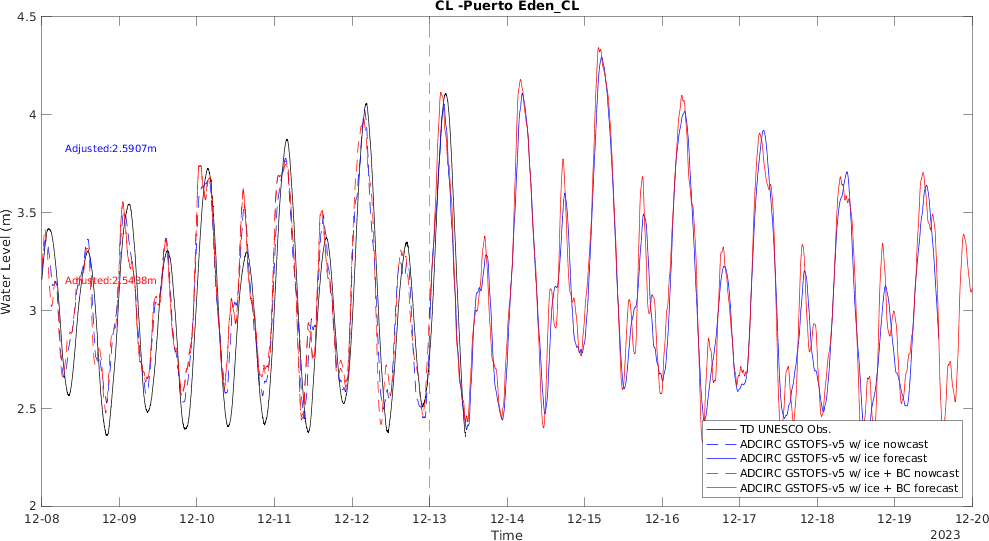 CL -Puerto Eden_CL
4.5
4
3.5
3
2.5
2
Water Level (m)
Adjusted:2.5907m
Adjusted:2.5438m
TD UNESCO Obs.
ADCIRC GSTOFS-v5 w/ ice nowcast
ADCIRC GSTOFS-v5 w/ ice forecast
ADCIRC GSTOFS-v5 w/ ice + BC nowcast
ADCIRC GSTOFS-v5 w/ ice + BC forecast
12-08 12-09 12-10 12-11 12-12 12-13 12-14 12-15 12-16 12-17 12-18 12-19 12-20
Time
2023